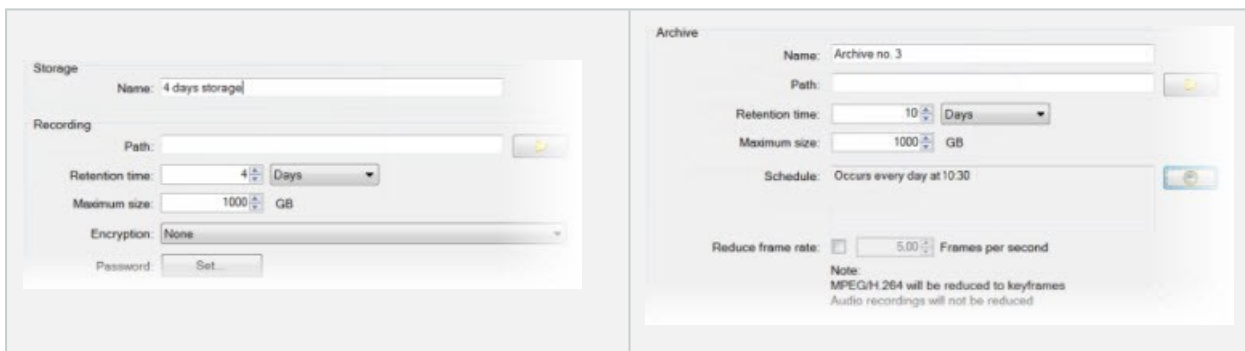 Storage
Name: 4 days storage
Recording
Path:
Retention time: 4 Days
Maximum size: 1000 GB
Encryption: None
Password: Set...
Archive
Name: Archive no. 3
Path:
Retention time: 10 Days
Maximum size: 1000 GB
Schedule: Occurs every day at 10:30
Reduce frame rate: 5.00 Frames per second
Note:
MPEG/H.264 will be reduced to keyframes
Audio recordings will not be reduced